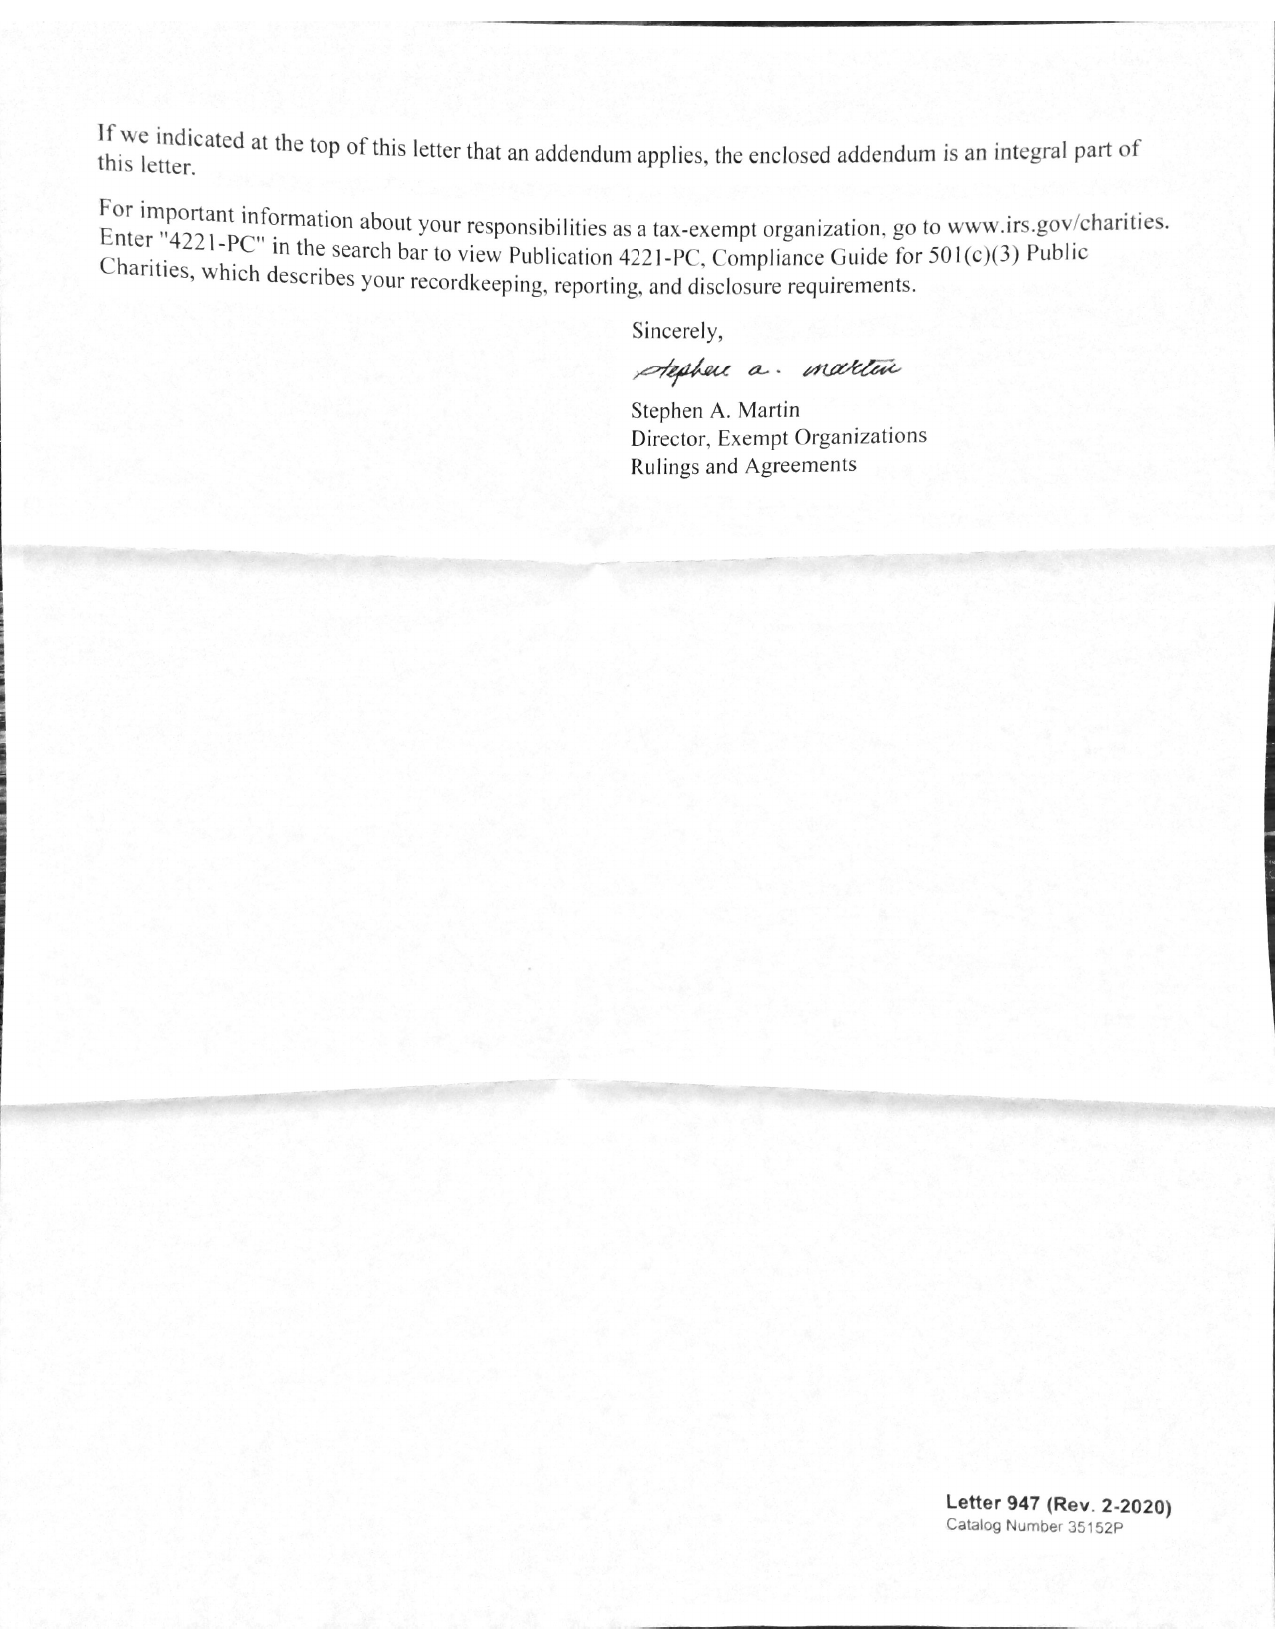 If we indicated at the top of this letter that an addendum applies, the enclosed addendum is an integral part of
this letter.
For important information about your responsibilities as a tax-exempt organization, go to www.irs.gov/charities.
Enter "4221-PC" in the search bar to view Publication 4221-PC, Compliance Guide for 501(c)(3) Public
Charities, which describes your recordkeeping, reporting, and disclosure requirements.
Sincerely,
Stephen a. martin
Stephen A. Martin
Director, Exempt Organizations
Rulings and Agreements
Letter 947 (Rev. 2-2020)
Catalog Number 35152P